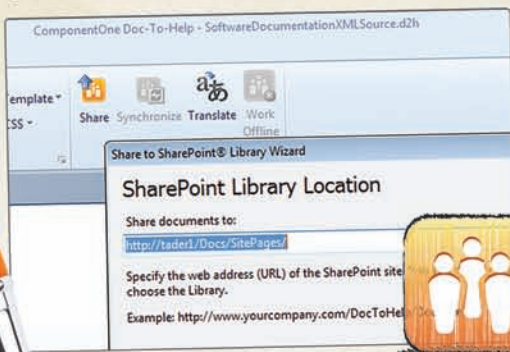 ComponentOne Doc-To-Help - SoftwareDocumentationXMLSource.d2h
emplate
CSS
Share Synchronize Translate Work Offline
Share to SharePoint® Library Wizard
SharePoint Library Location
Share documents to:
http://tader1/Docs/SitePages/
Specify the web address (URL) of the SharePoint site
choose the Library.
Example: http://www.yourcompany.com/DocToHelp